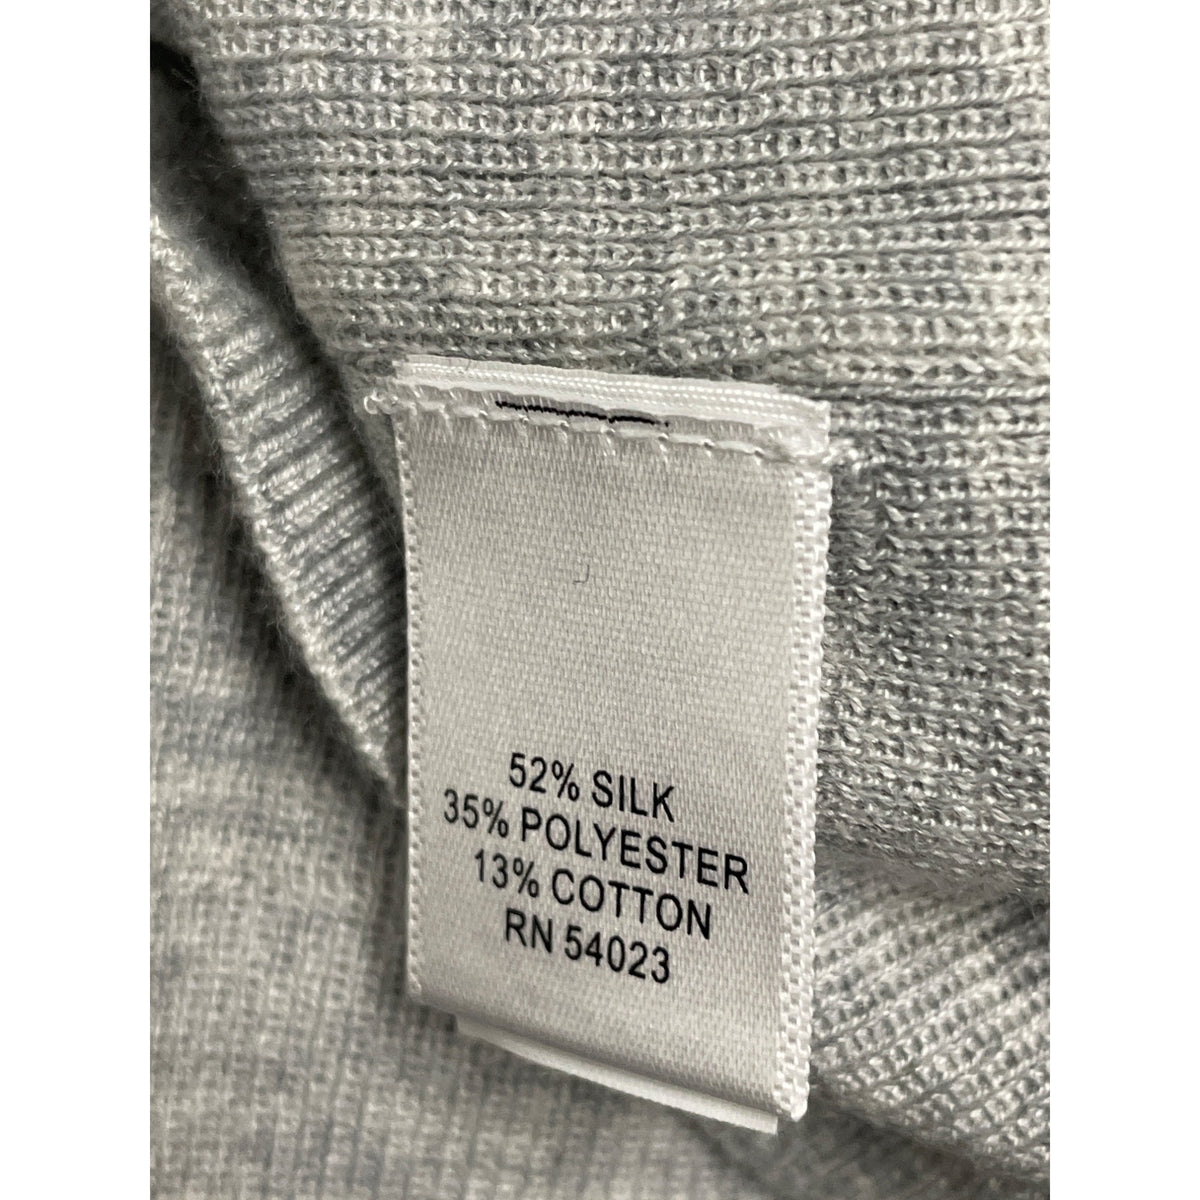 52% SILK
35% POLYESTER
13% COTTON
RN 54023